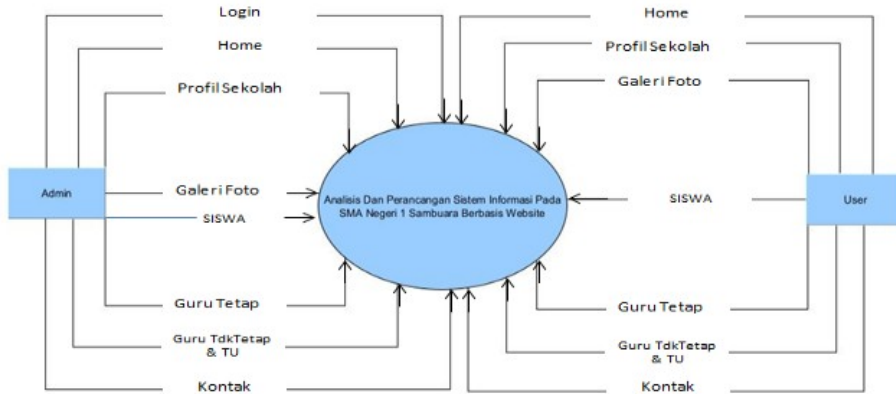 Login
Home
Home
Profil Sekolah
Profil Sekolah
Galeri Foto
Admin
Galeri Foto
SISWA
Analisis Dan Perancangan Sistem Informasi Pada
SMA Negeri 1 Sambuara Berbasis Website
SISWA
User
Guru Tetap
Guru Tetap
Guru TdkTetap
& TU
Guru TdkTetap
& TU
Kontak
Kontak